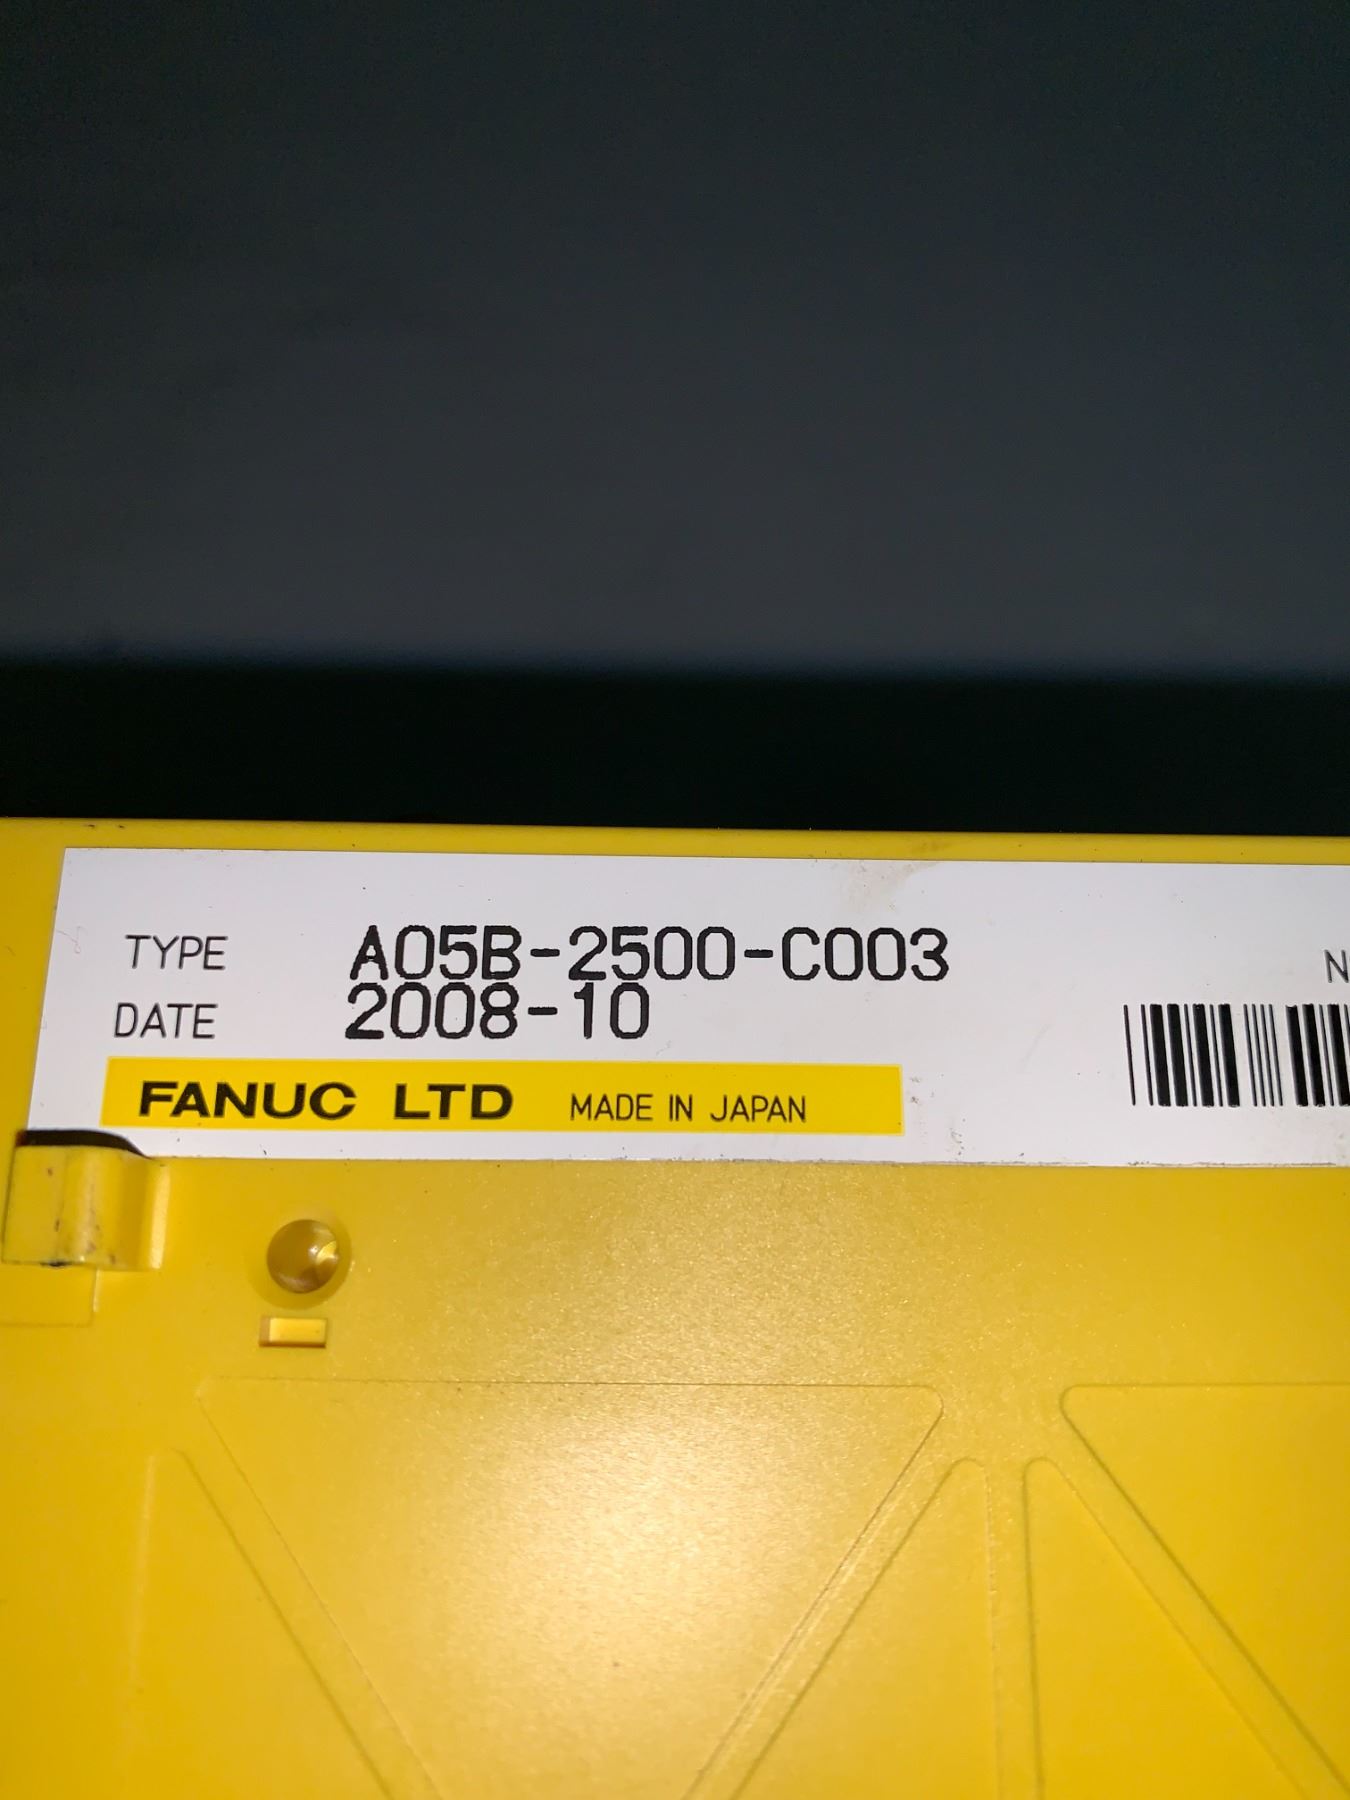 TYPE A05B-2500-C003
DATE 2008-10
FANUC LTD MADE IN JAPAN